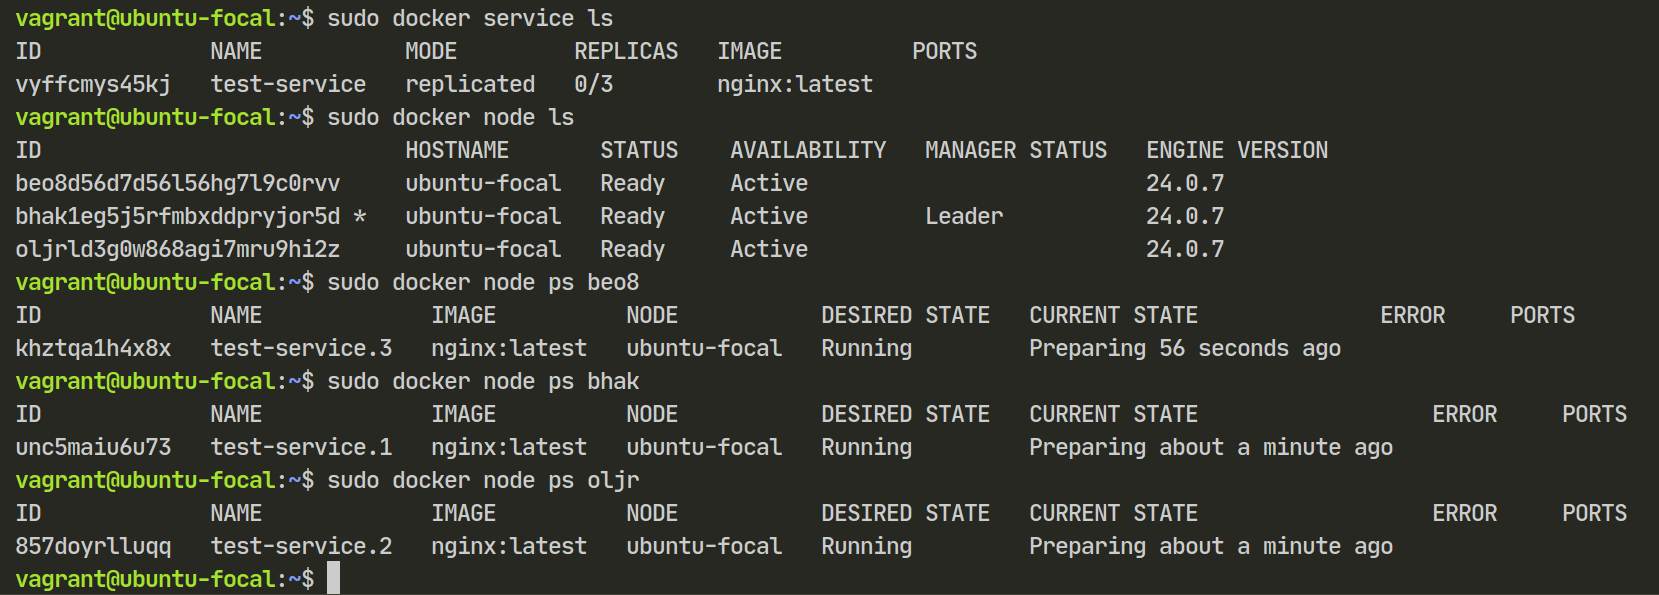 vagrant@ubuntu-focal:~$ sudo docker service ls
ID             NAME           MODE         REPLICAS   IMAGE          PORTS
vyffcmys45kj   test-service   replicated   0/3        nginx:latest
vagrant@ubuntu-focal:~$ sudo docker node ls
ID                            HOSTNAME       STATUS    AVAILABILITY   MANAGER STATUS   ENGINE VERSION
beo8d56d7d56l56hg7l9c0rvv     ubuntu-focal   Ready     Active                          24.0.7
bhak1eg5j5rfmbxddpryjor5d *   ubuntu-focal   Ready     Active         Leader           24.0.7
oljrld3g0w868agi7mru9hi2z     ubuntu-focal   Ready     Active                          24.0.7
vagrant@ubuntu-focal:~$ sudo docker node ps beo8
ID             NAME             IMAGE          NODE           DESIRED STATE   CURRENT STATE              ERROR     PORTS
khztqa1h4x8x   test-service.3   nginx:latest   ubuntu-focal   Running         Preparing 56 seconds ago
vagrant@ubuntu-focal:~$ sudo docker node ps bhak
ID             NAME             IMAGE          NODE           DESIRED STATE   CURRENT STATE                  ERROR     PORTS
unc5maiu6u73   test-service.1   nginx:latest   ubuntu-focal   Running         Preparing about a minute ago
vagrant@ubuntu-focal:~$ sudo docker node ps oljr
ID             NAME             IMAGE          NODE           DESIRED STATE   CURRENT STATE                  ERROR     PORTS
857doyrlluqq   test-service.2   nginx:latest   ubuntu-focal   Running         Preparing about a minute ago
vagrant@ubuntu-focal:~$